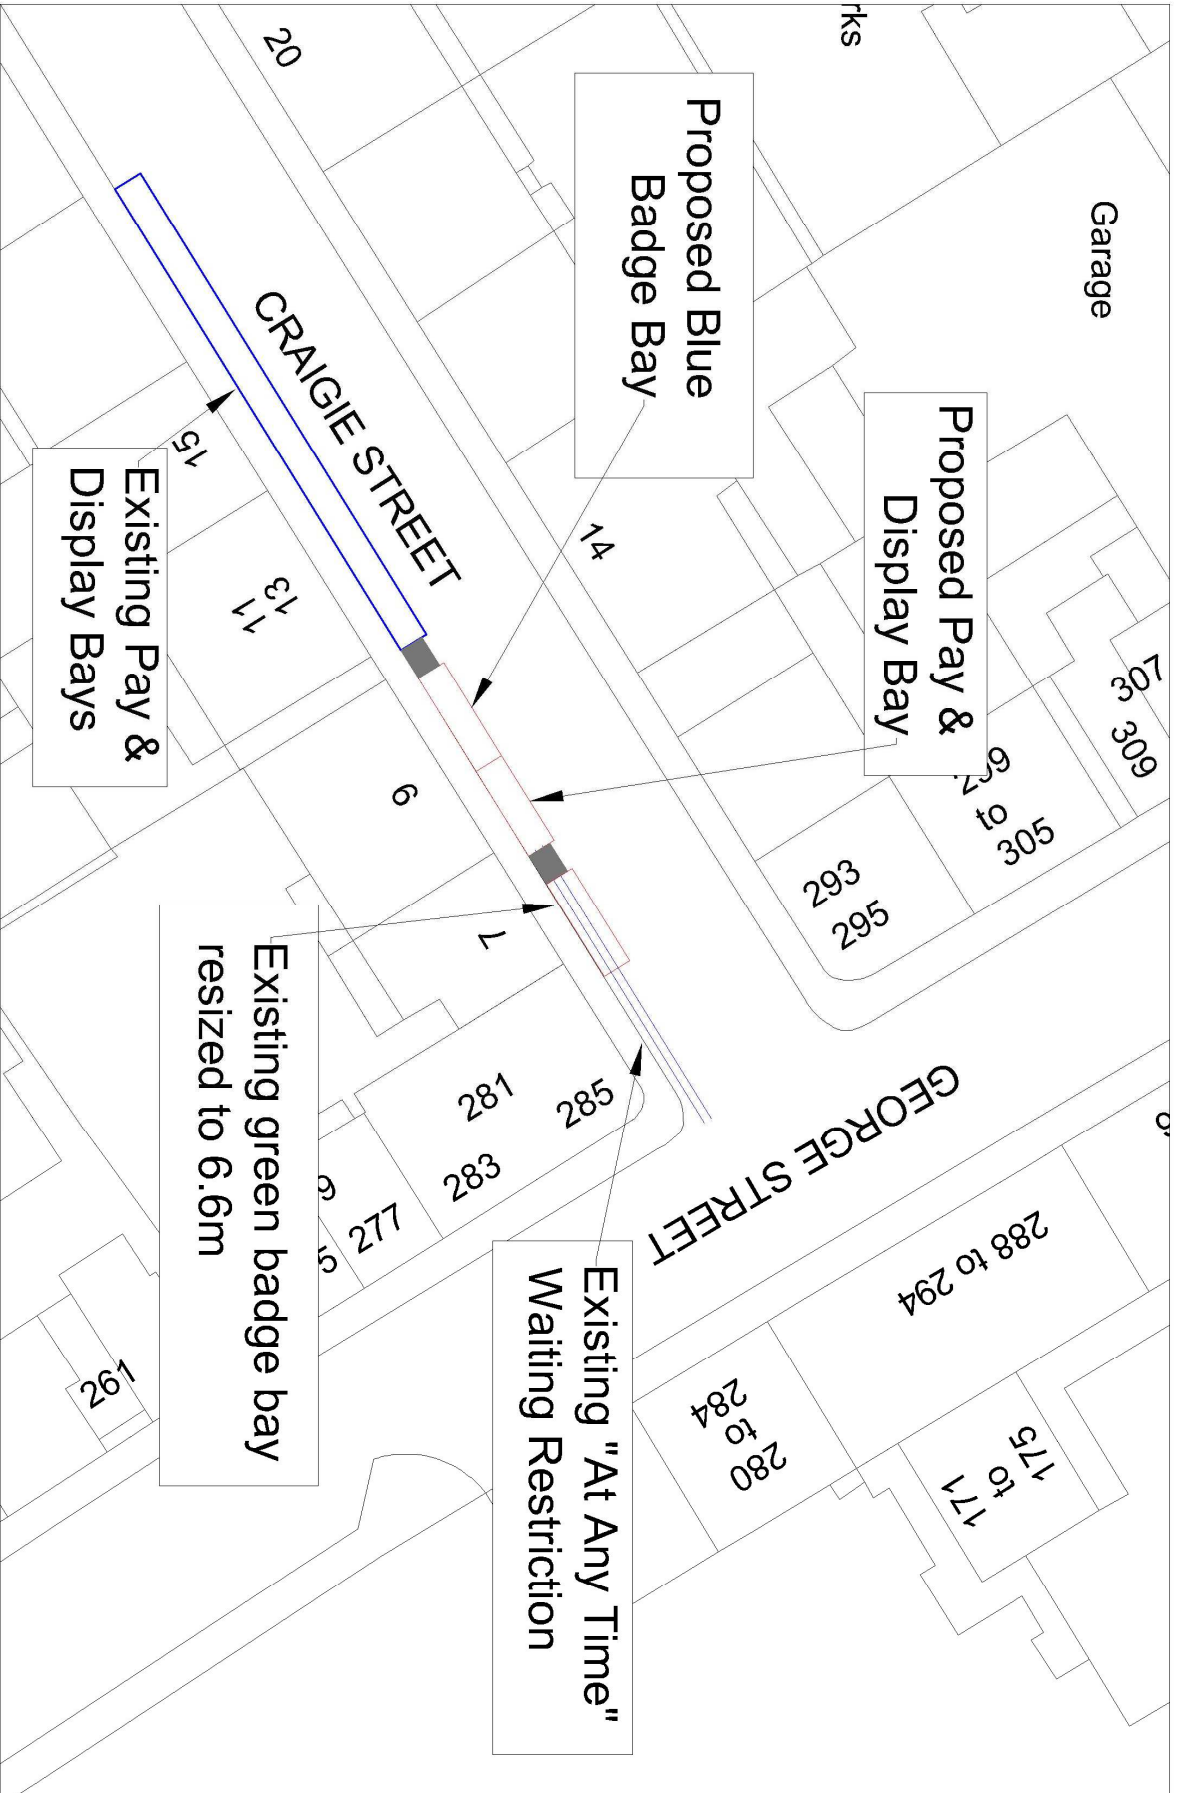 Garage
rks
20
Proposed Blue
Badge Bay
Proposed Pay &
Display Bay
307
309
to
305
293
295
14
CRAIGIE STREET
15
13
11
9
7
Existing Pay &
Display Bays
Existing green badge bay
resized to 6.6m
281
285
283
277
9
5
261
GEORGE STREET
Existing "At Any Time"
Waiting Restriction
288 to 294
280
to
284
175
to
171